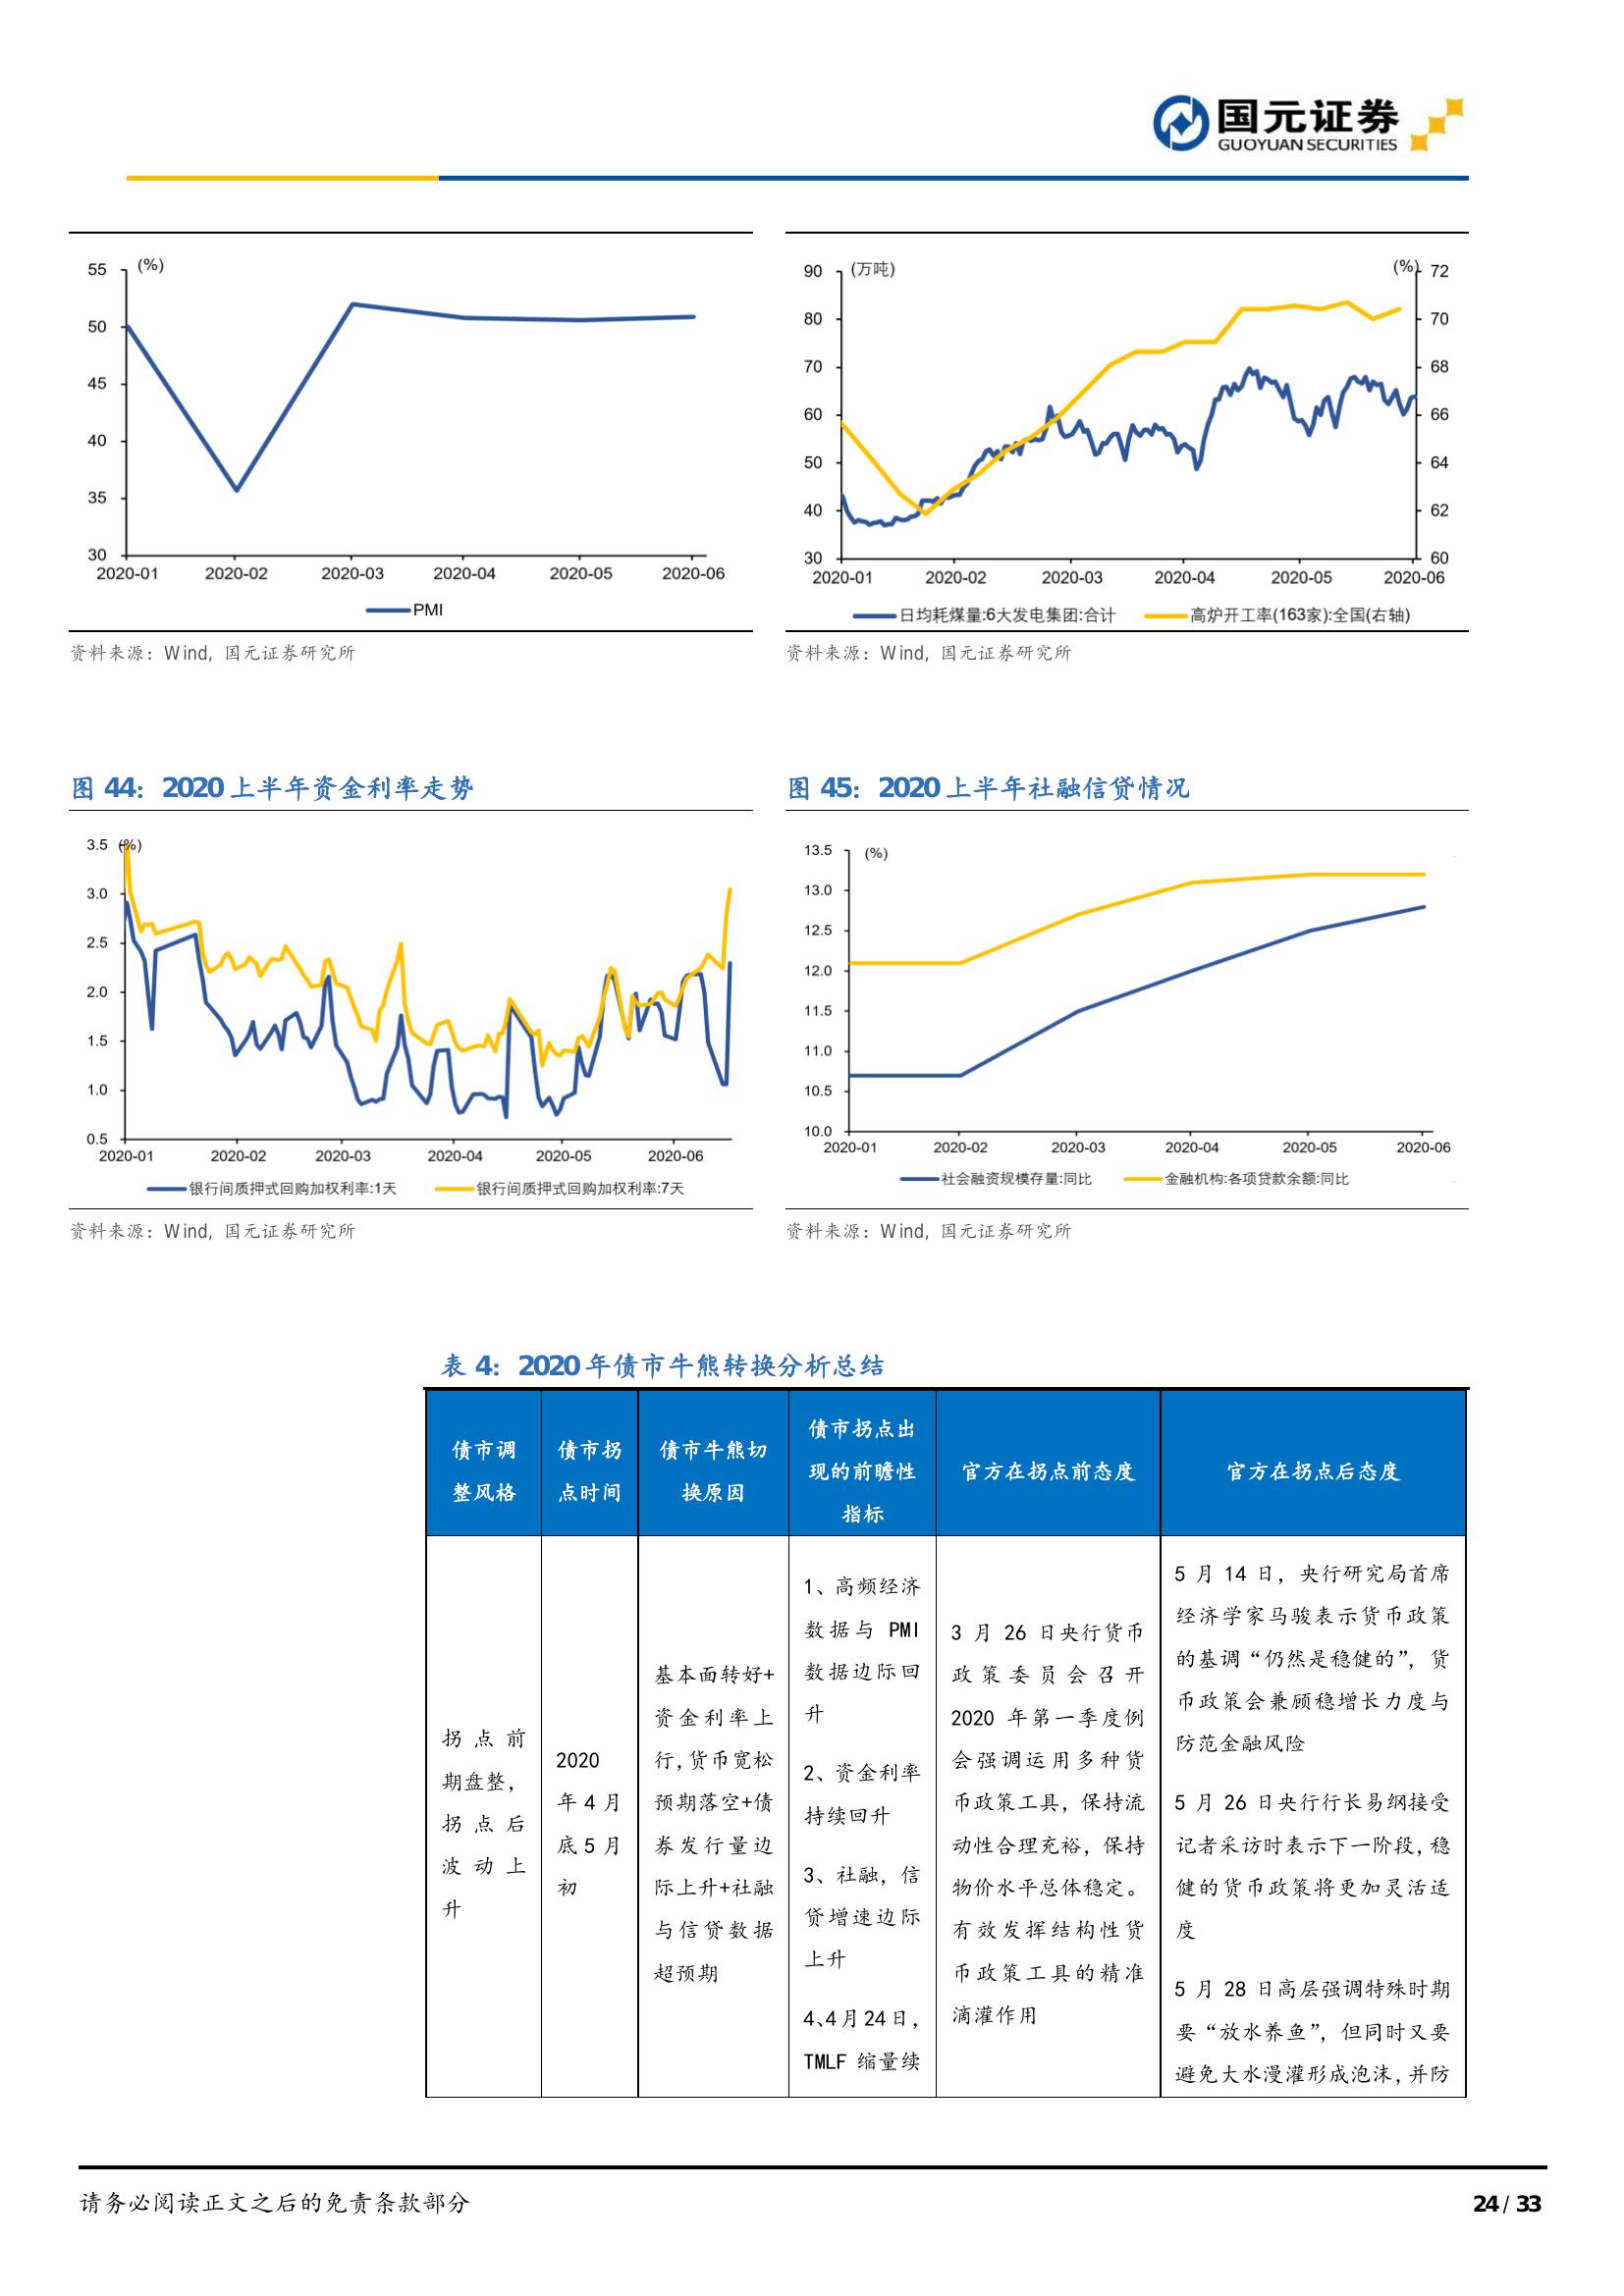 国元证券
GUOYUAN SECURITIES
(%)
55
50
45
40
35
30
2020-01 2020-02 2020-03 2020-04 2020-05 2020-06
PMI
资料来源：Wind，国元证券研究所
(万吨)
(%)
90
80
70
60
50
40
30
72
70
68
66
64
62
60
2020-01 2020-02 2020-03 2020-04 2020-05 2020-06
日均耗煤量:6大发电集团:合计 高炉开工率(163家):全国(右轴)
资料来源：Wind，国元证券研究所
图 44：2020 上半年资金利率走势
(%)
3.5
3.0
2.5
2.0
1.5
1.0
0.5
2020-01 2020-02 2020-03 2020-04 2020-05 2020-06
银行间质押式回购加权利率:1天 银行间质押式回购加权利率:7天
资料来源：Wind，国元证券研究所
图 45：2020 上半年社融信贷情况
(%)
13.5
13.0
12.5
12.0
11.5
11.0
10.5
10.0
2020-01 2020-02 2020-03 2020-04 2020-05 2020-06
社会融资规模存量:同比 金融机构:各项贷款余额:同比
资料来源：Wind，国元证券研究所
表 4：2020 年债市牛熊转换分析总结
债市调
整风格
债市拐
点时间
债市牛熊切
换原因
债市拐点出
现的前瞻性
指标
官方在拐点前态度
官方在拐点后态度
拐点前
期盘整，
拐点后
波动上
升
2020
年 4 月
底 5 月
初
基本面转好+
资金利率上
行，货币宽松
预期落空+债
券发行量边
际上升+社融
与信贷数据
超预期
1、高频经济
数据与 PMI
数据边际回
升
2、资金利率
持续回升
3、社融，信
贷增速边际
上升
4、4 月 24 日，
TMLF 缩量续
3 月 26 日央行货币
政策委员会召开
2020 年第一季度例
会强调运用多种货
币政策工具，保持流
动性合理充裕，保持
物价水平总体稳定。
有效发挥结构性货
币政策工具的精准
滴灌作用
5 月 14 日，央行研究局首席
经济学家马骏表示货币政策
的基调“仍然是稳健的”，货
币政策会兼顾稳增长力度与
防范金融风险
5 月 26 日央行行长易纲接受
记者采访时表示下一阶段，稳
健的货币政策将更加灵活适
度
5 月 28 日高层强调特殊时期
要“放水养鱼”，但同时又要
避免大水漫灌形成泡沫，并防
请务必阅读正文之后的免责条款部分
24 / 33